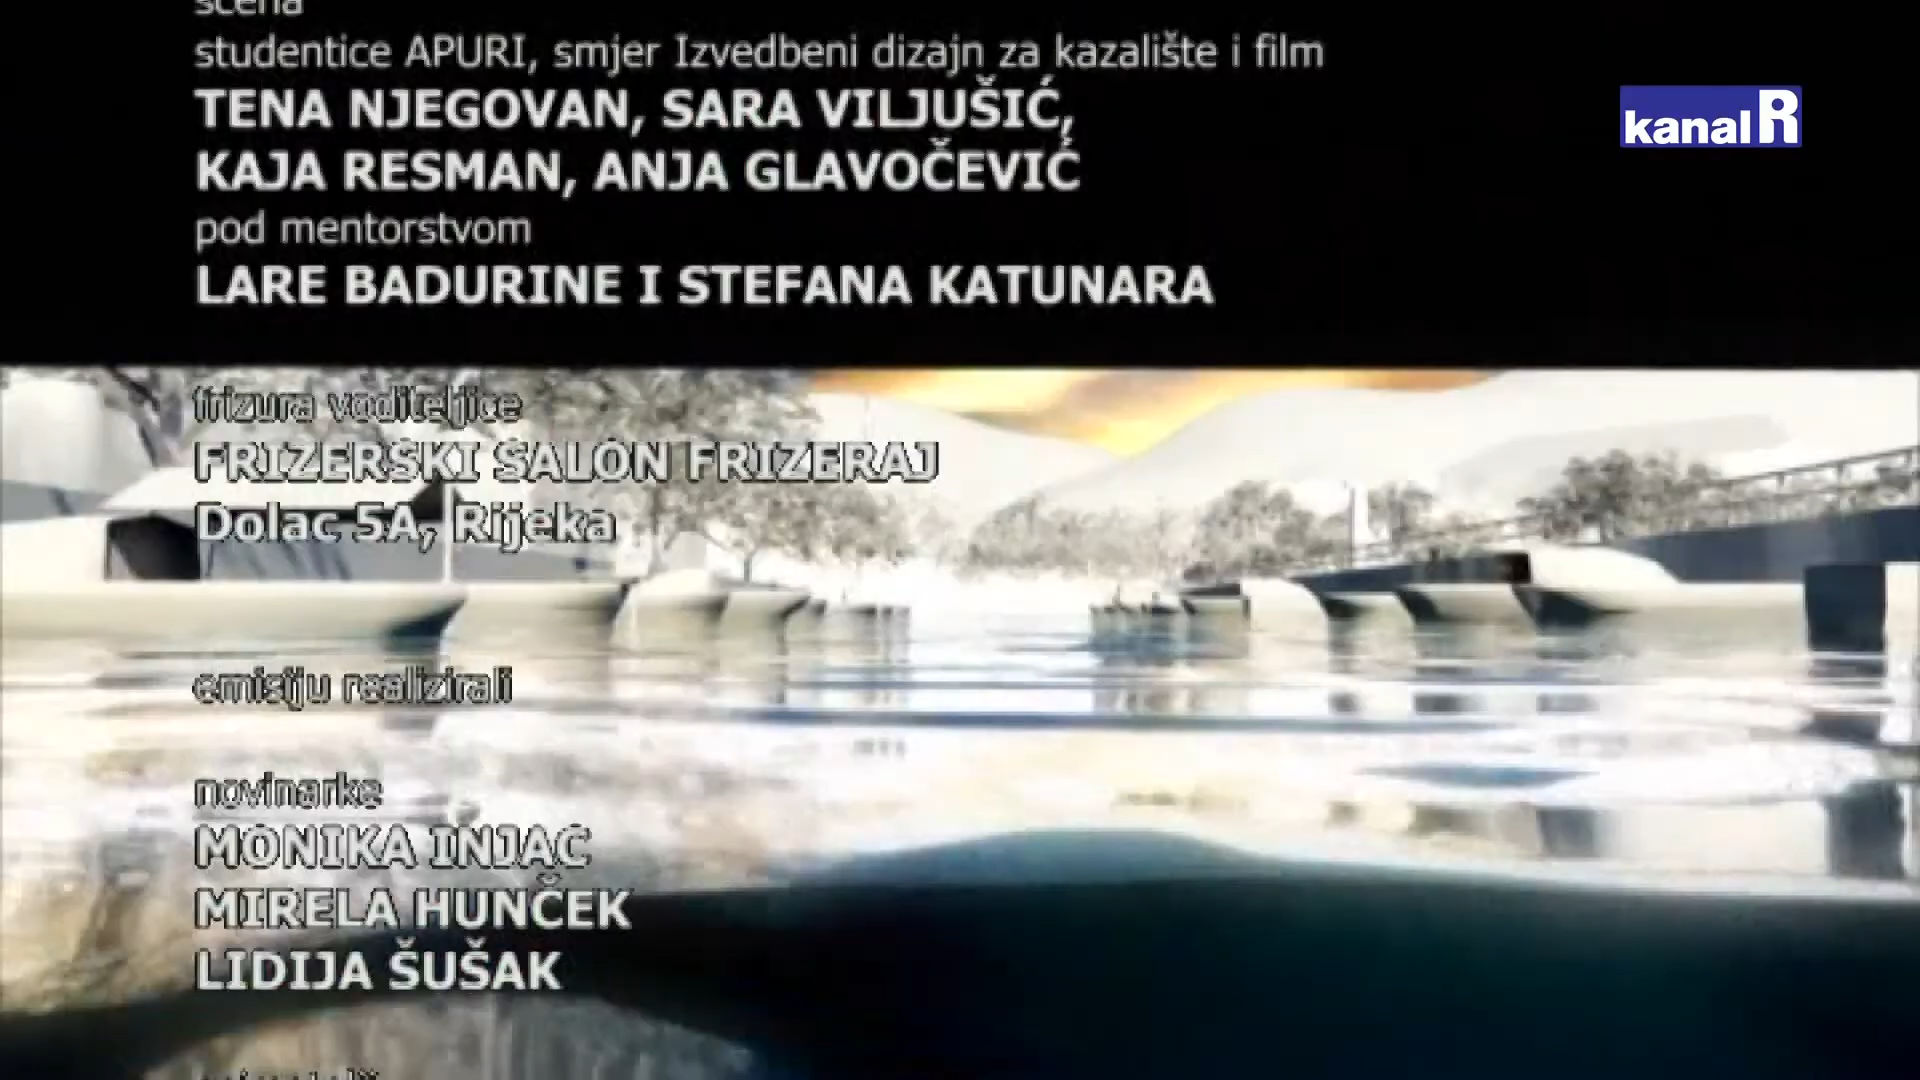 scena
studentice APURI, smjer Izvedbeni dizajn za kazalište i film
TENA NJEGOVAN, SARA VILJUŠIĆ,
KAJA RESMAN, ANJA GLAVOČEVIĆ
pod mentorstvom
LARE BADURINE I STEFANA KATUNARA
kanal R
frizura voditeljice
FRIZERSKI SALON FRIZERAJ
Dolac 5A, Rijeka
emisiju realizirali
novinarke
MONIKA INJAC
MIRELA HUNČEK
LIDIJA ŠUŠAK